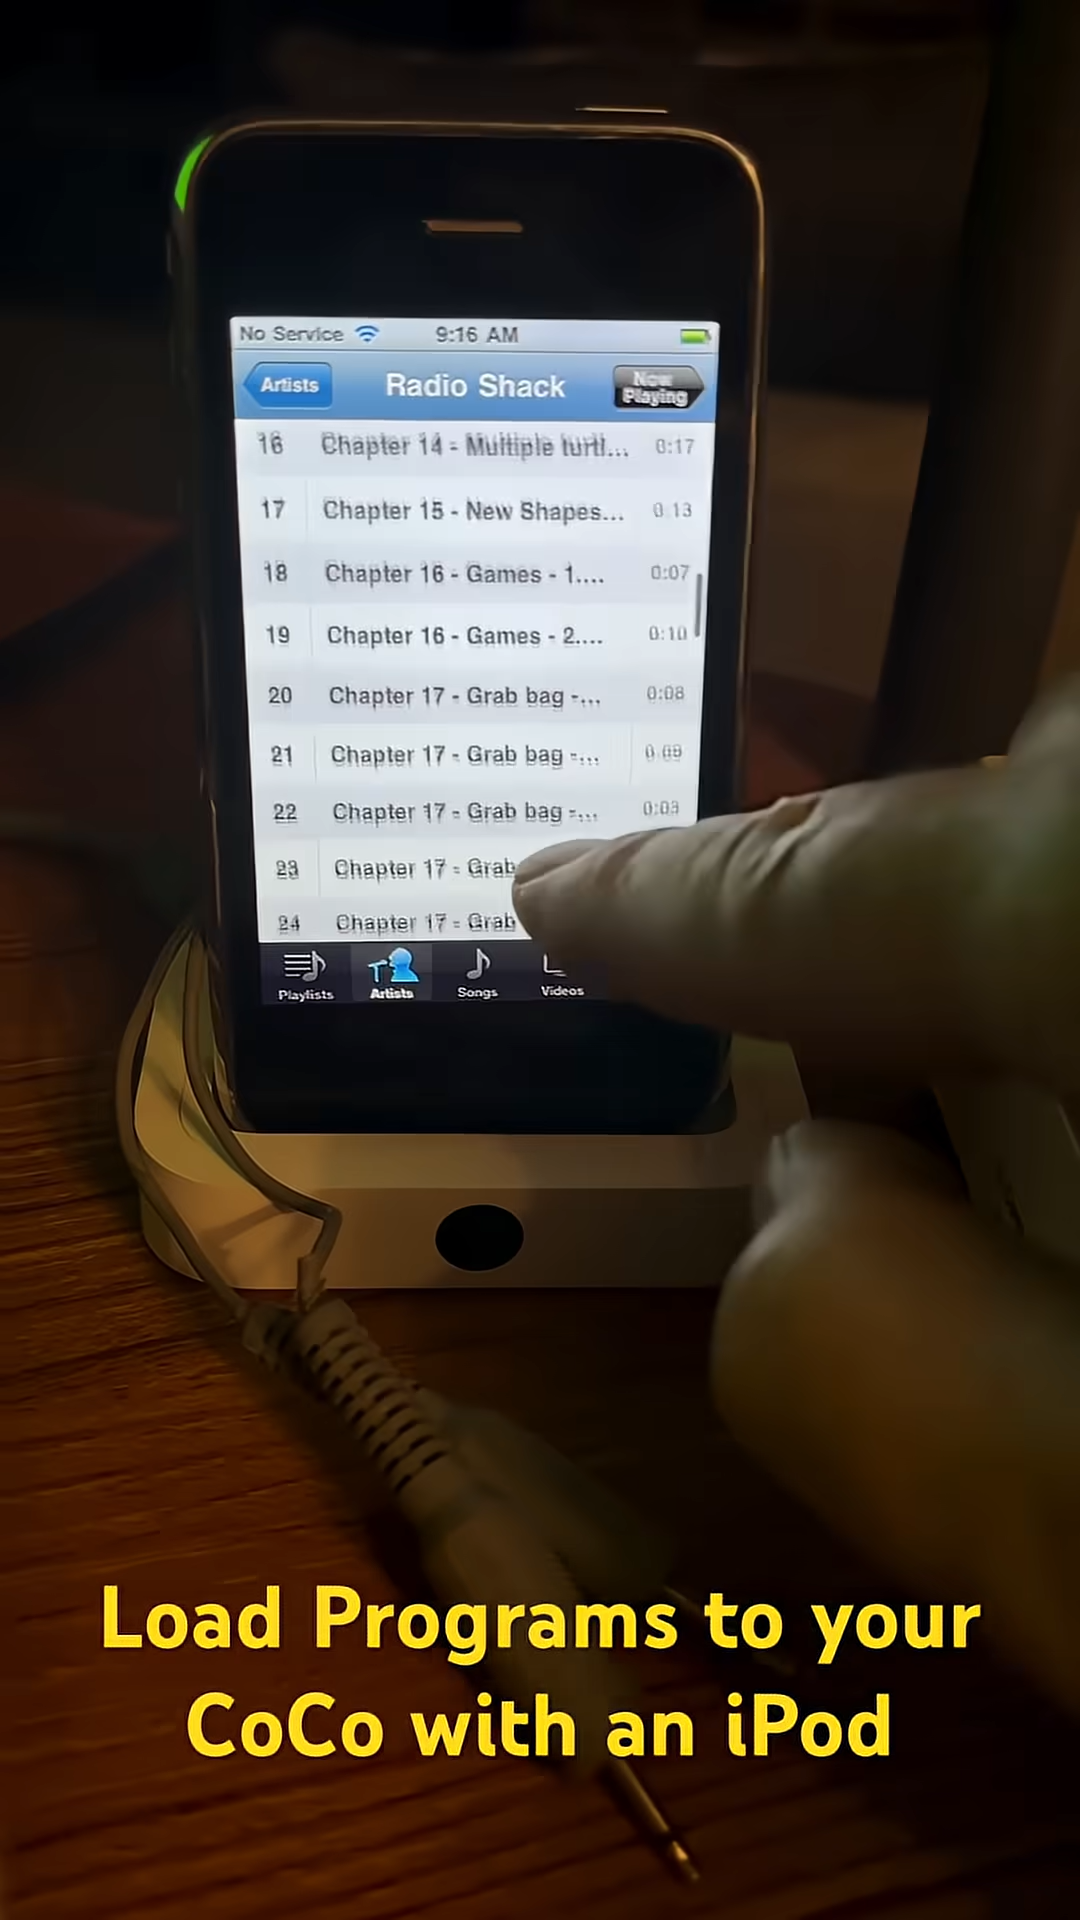 No Service 9:16 AM
Artists Radio Shack Now Playing
16 Chapter 14 - Multiple turtl... 0:17
17 Chapter 15 - New Shapes... 0:13
18 Chapter 16 - Games - 1.... 0:07
19 Chapter 16 - Games - 2.... 0:10
20 Chapter 17 - Grab bag -... 0:08
21 Chapter 17 - Grab bag -... 0:09
22 Chapter 17 - Grab bag -...
23 Chapter 17 - Grab
24 Chapter 17 - Grab
Playlists Artists Songs Videos
Load Programs to your
CoCo with an iPod